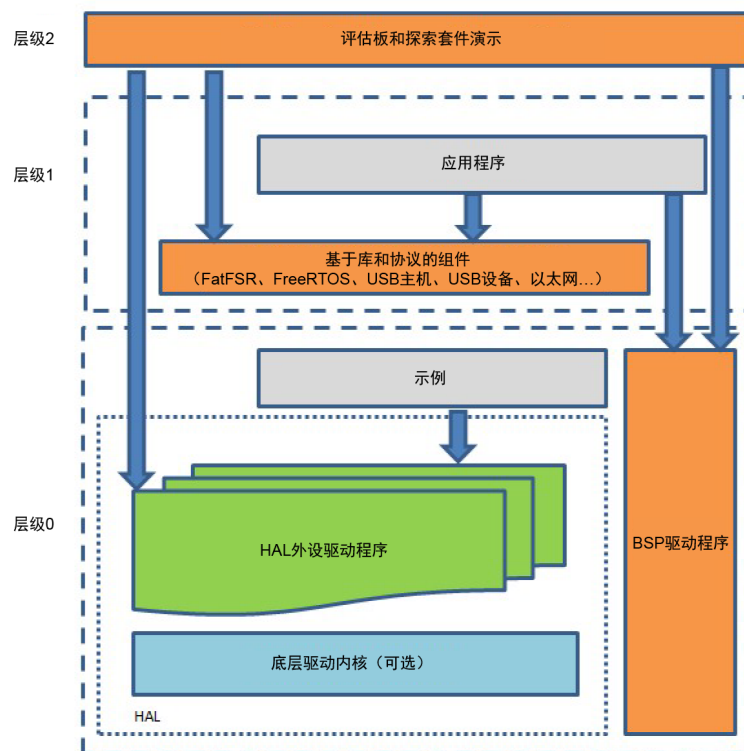 层级2
评估板和探索套件演示
层级1
应用程序
基于库和协议的组件
（FatFSR、FreeRTOS、USB主机、USB设备、以太网…）
示例
层级0
HAL外设驱动程序
BSP驱动程序
底层驱动内核（可选）
HAL